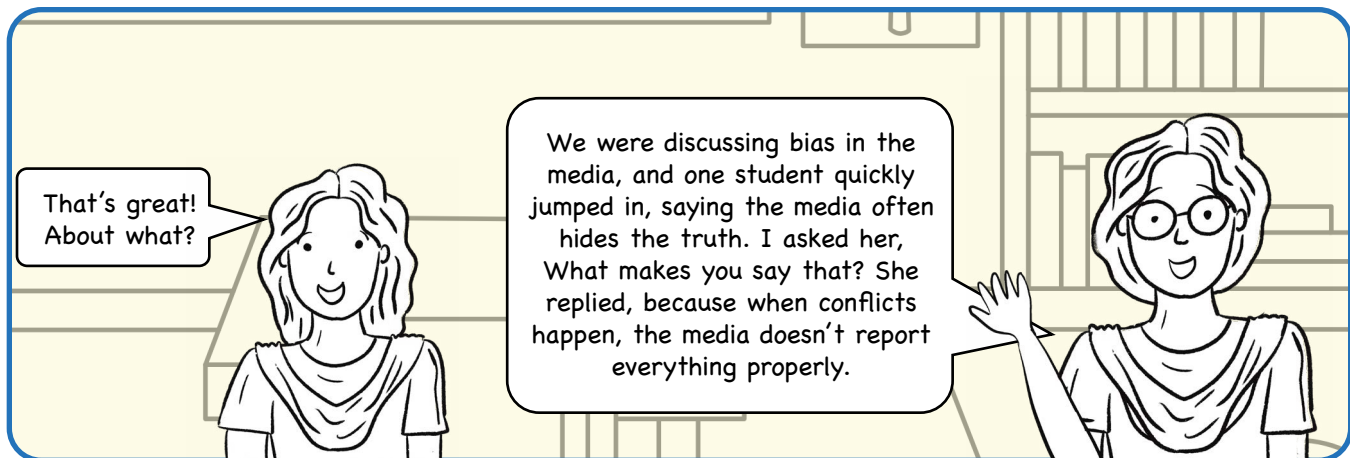 That's great!
About what?
We were discussing bias in the
media, and one student quickly
jumped in, saying the media often
hides the truth. I asked her,
What makes you say that? She
replied, because when conflicts
happen, the media doesn't report
everything properly.